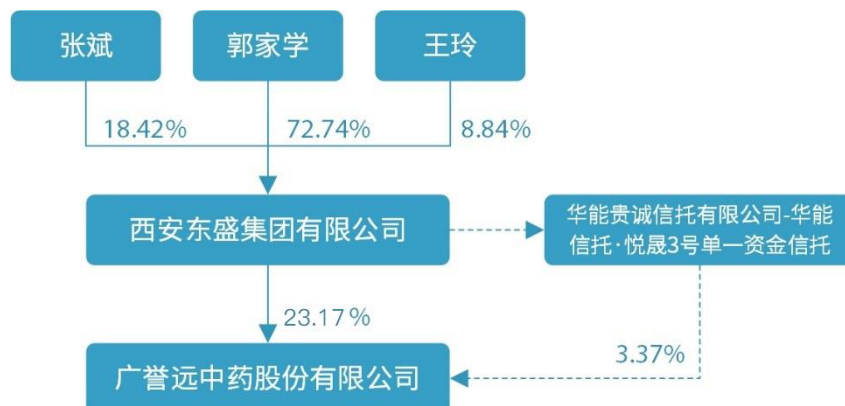 张斌
郭家学
王玲
18.42%
72.74%
8.84%
西安东盛集团有限公司
华能贵诚信托有限公司-华能
信托·悦晟3号单一资金信托
23.17%
3.37%
广誉远中药股份有限公司